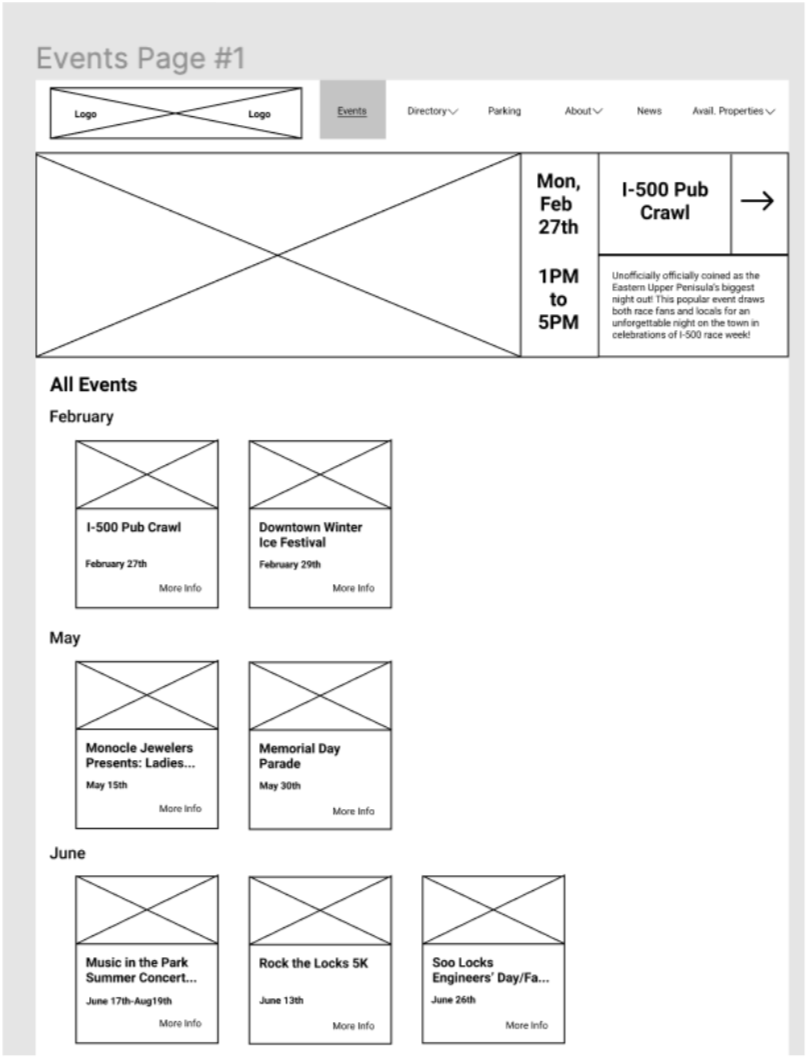 Events Page #1
Logo Logo Events Directory Parking About News Avail. Properties
Mon,
Feb
27th
1PM
to
5PM
I-500 Pub
Crawl
Unofficially officially coined as the
Eastern Upper Penisula's biggest
night out! This popular event draws
both race fans and locals for an
unforgettable night on the town in
celebrations of I-500 race week!
All Events
February
I-500 Pub Crawl
February 27th
More Info
Downtown Winter
Ice Festival
February 29th
More Info
May
Monocle Jewelers
Presents: Ladies...
May 15th
More Info
Memorial Day
Parade
May 30th
More Info
June
Music in the Park
Summer Concert...
June 17th-Aug19th
More Info
Rock the Locks 5K
June 13th
More Info
Soo Locks
Engineers' Day/Fa...
June 26th
More Info